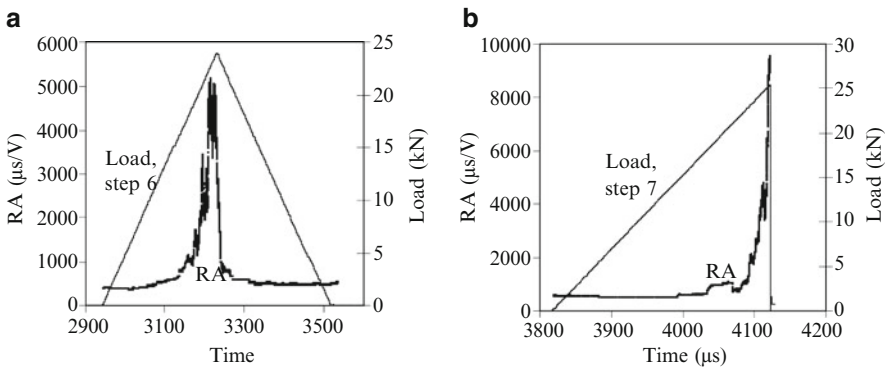 a
6000
5000
4000
3000
2000
1000
0
RA (µs/V)
25
20
15
10
5
0
Load (kN)
Load,
step 6
RA
2900 3100 3300 3500
Time
b
10000
8000
6000
4000
2000
0
RA (µs/V)
30
25
20
15
10
5
0
Load (kN)
Load,
step 7
RA
3800 3900 4000 4100 4200
Time (µs)